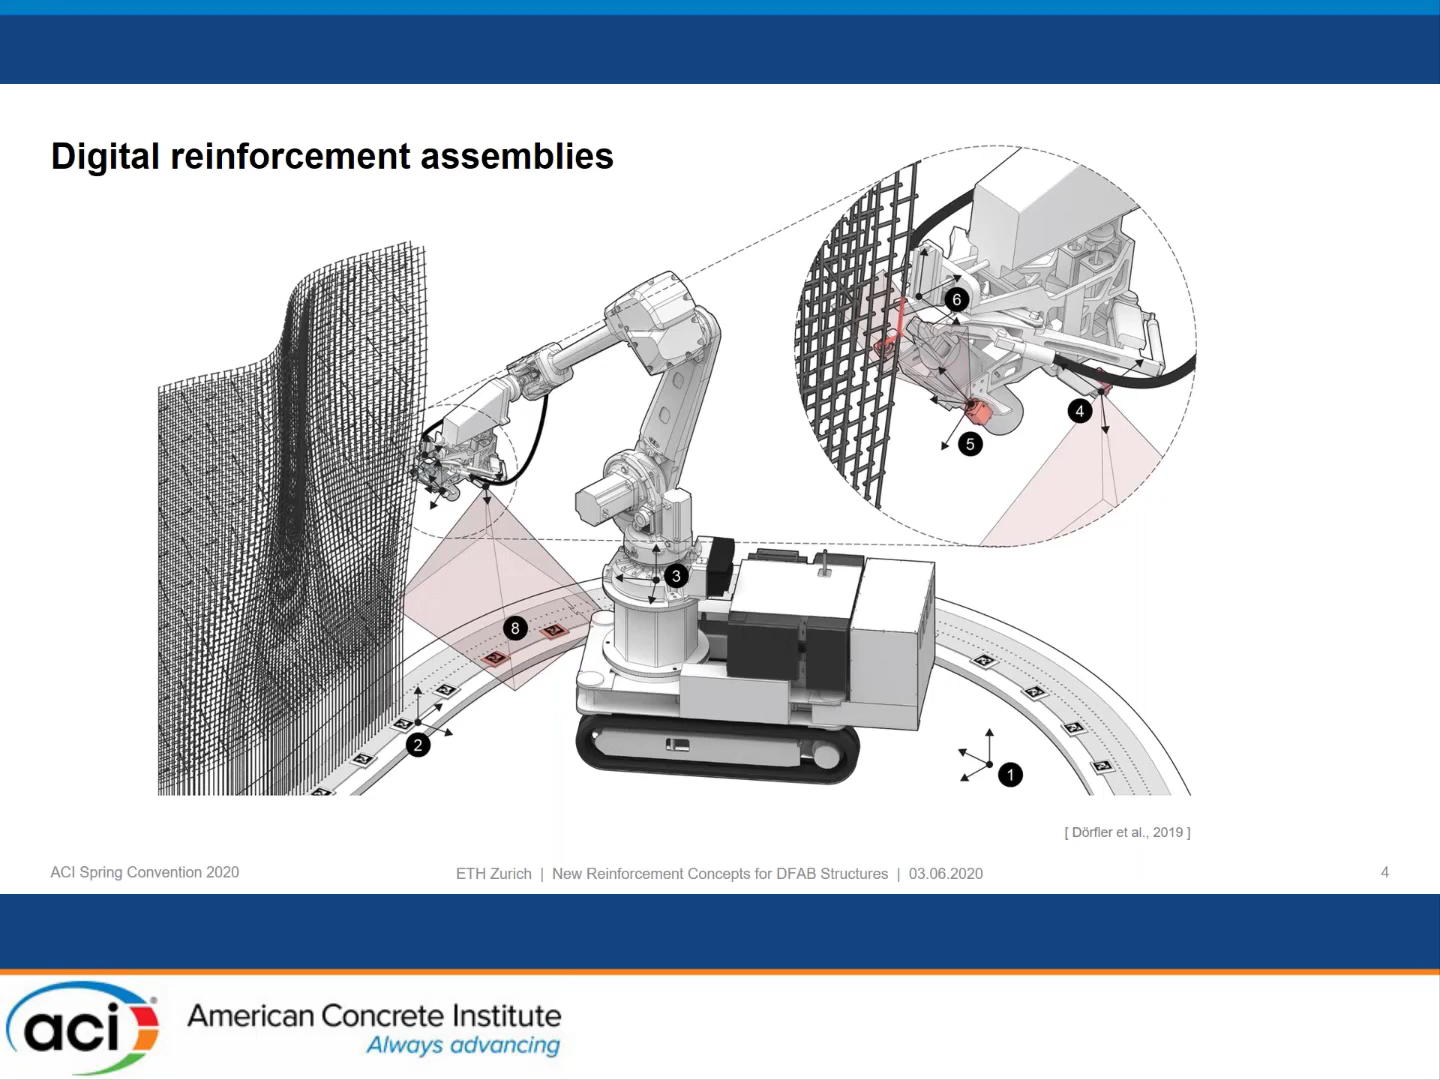 Digital reinforcement assemblies
6
5
4
3
8
2
1
[ Dörfler et al., 2019 ]
ACI Spring Convention 2020
ETH Zurich | New Reinforcement Concepts for DFAB Structures | 03.06.2020
4
aci
American Concrete Institute
Always advancing